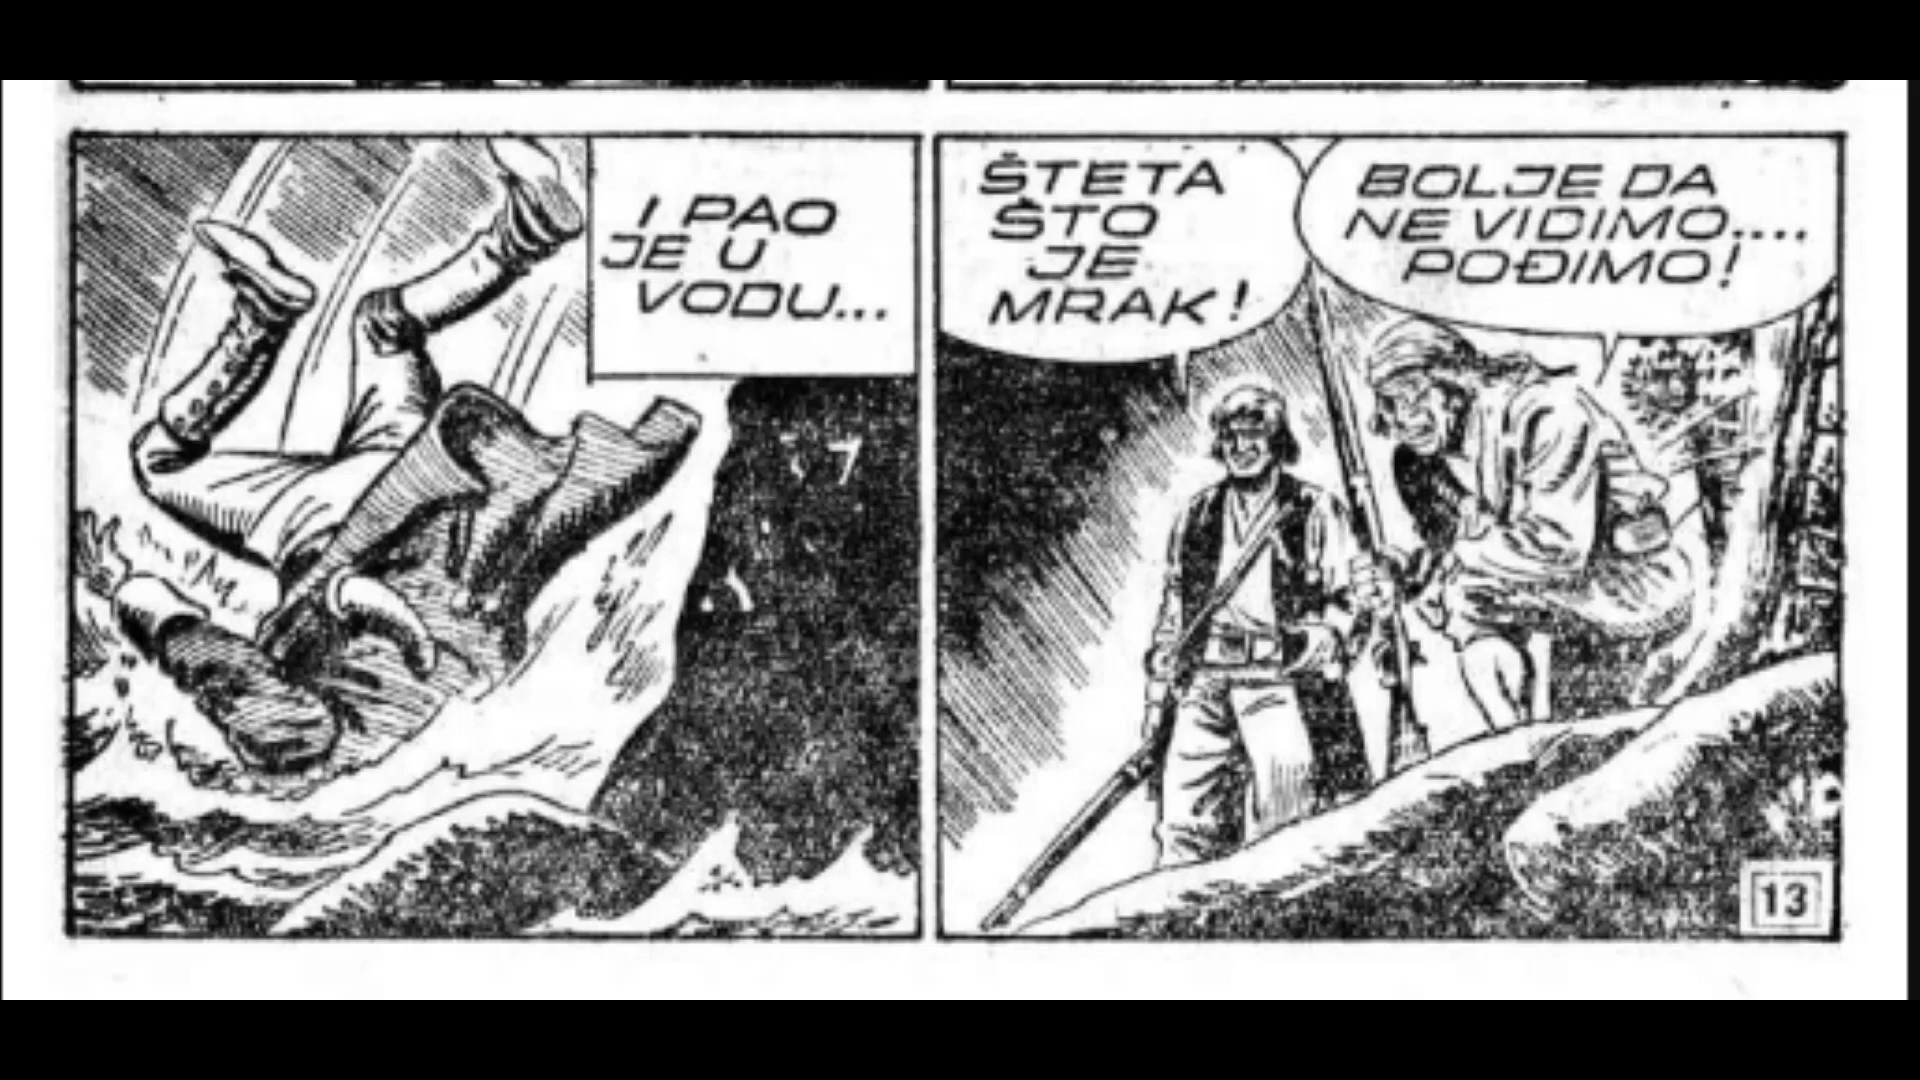 I PAO
JE U
VODU...
ŠTETA
ŠTO
JE
MRAK!
BOLJE DA
NE VIDIMO....
POĐIMO!
13